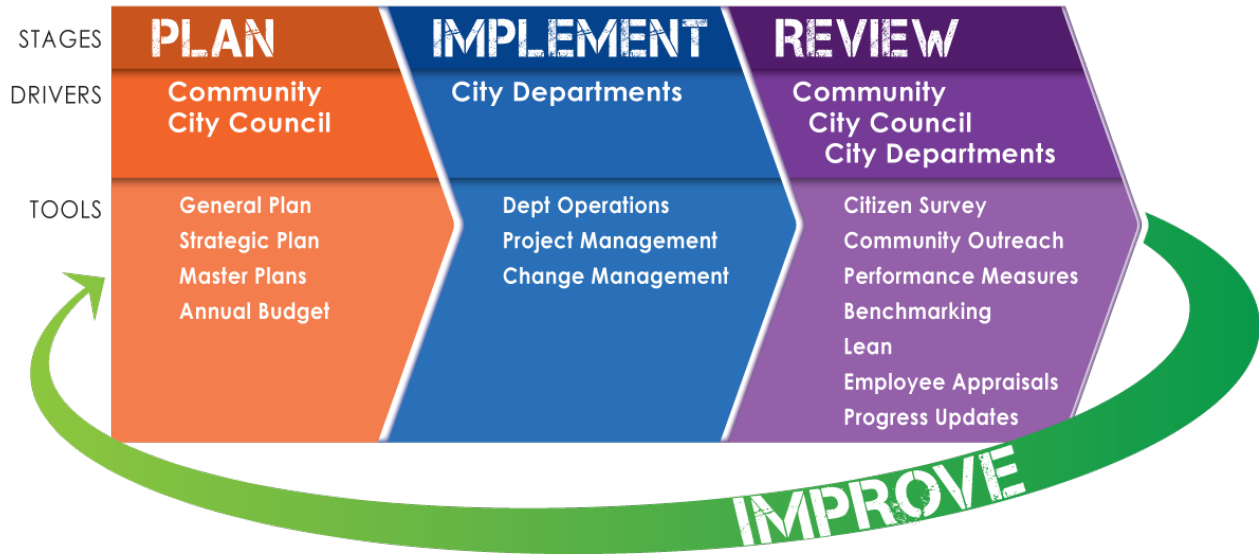 STAGES
PLAN
IMPLEMENT
REVIEW
DRIVERS
Community
City Council
City Departments
Community
City Council
City Departments
TOOLS
General Plan
Strategic Plan
Master Plans
Annual Budget
Dept Operations
Project Management
Change Management
Citizen Survey
Community Outreach
Performance Measures
Benchmarking
Lean
Employee Appraisals
Progress Updates
IMPROVE